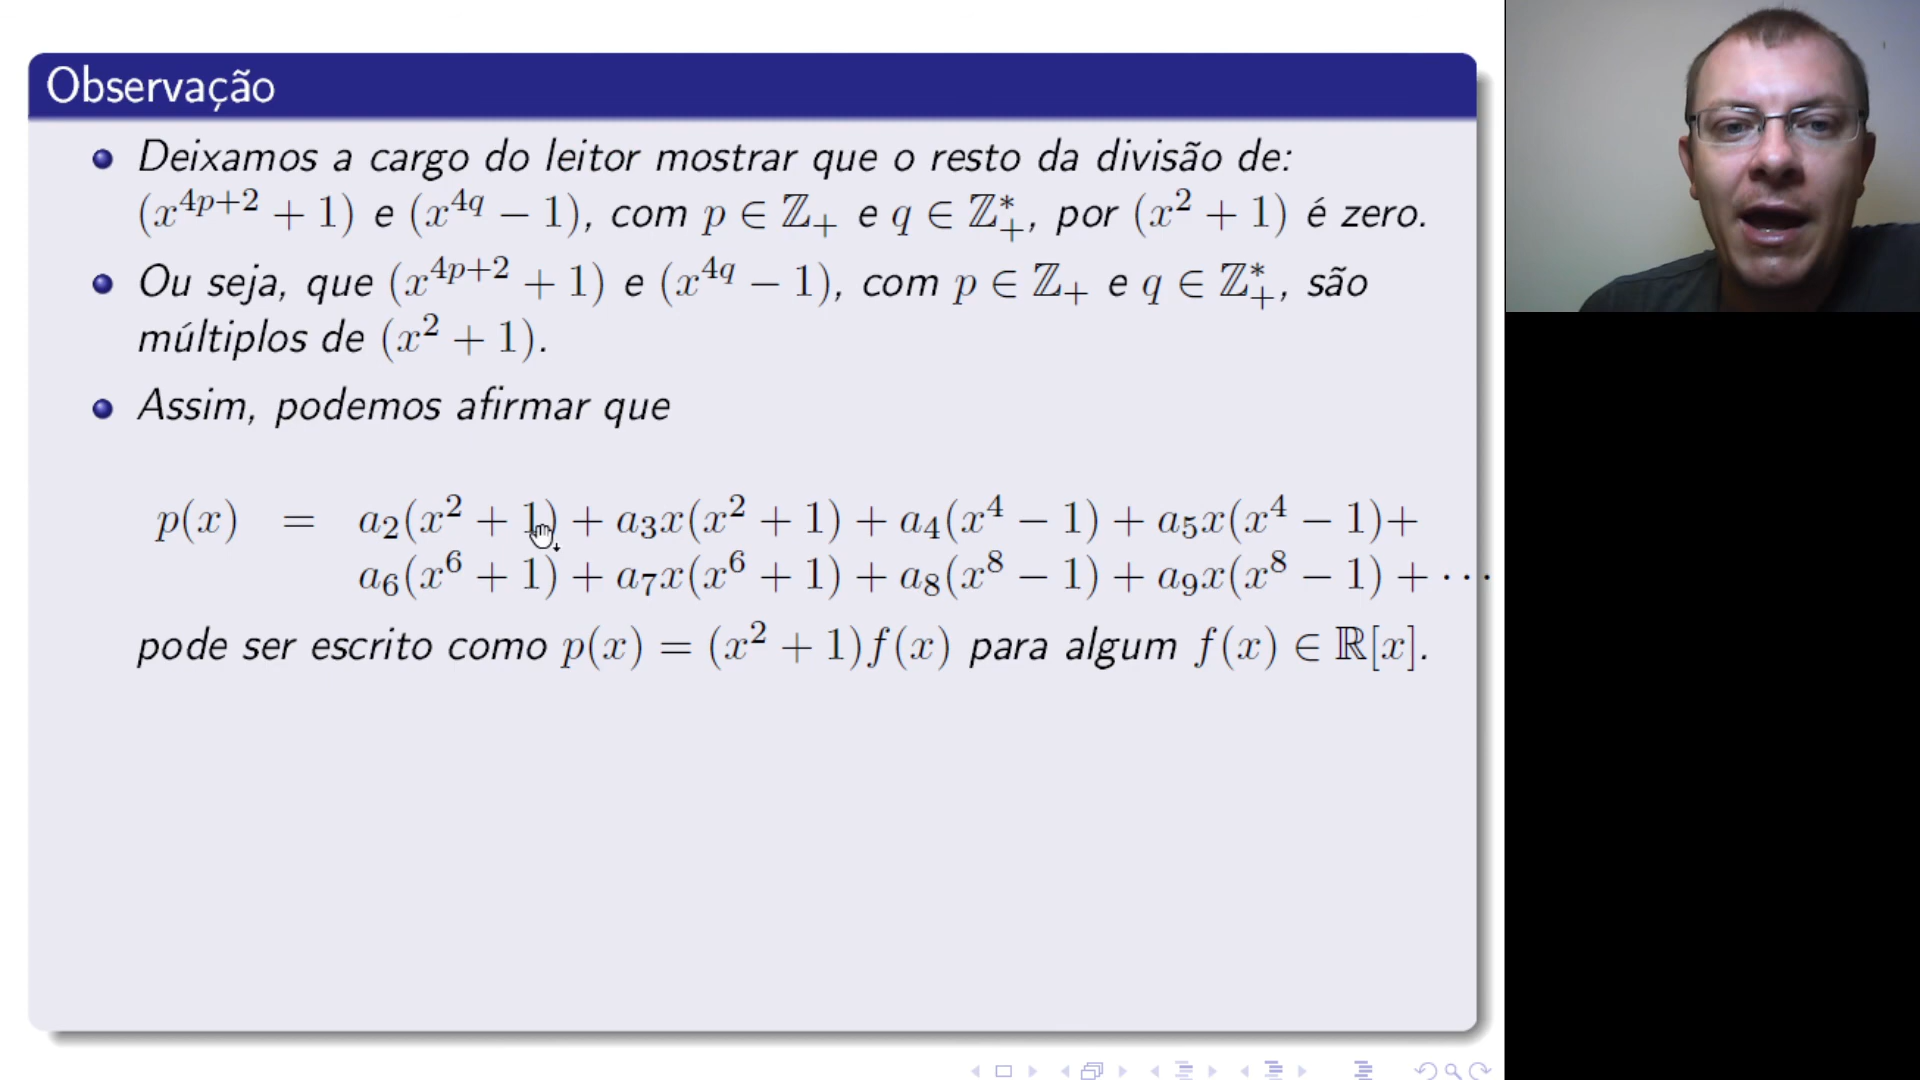 Observação
Deixamos a cargo do leitor mostrar que o resto da divisão de:
(x^{4p+2} + 1) e (x^{4q} − 1), com p ∈ ℤ₊ e q ∈ ℤ₊*, por (x² + 1) é zero.
Ou seja, que (x^{4p+2} + 1) e (x^{4q} − 1), com p ∈ ℤ₊ e q ∈ ℤ₊*, são
múltiplos de (x² + 1).
Assim, podemos afirmar que
p(x) = a₂(x² + 1) + a₃x(x² + 1) + a₄(x⁴ − 1) + a₅x(x⁴ − 1)+
a₆(x⁶ + 1) + a₇x(x⁶ + 1) + a₈(x⁸ − 1) + a₉x(x⁸ − 1) + ⋯
pode ser escrito como p(x) = (x² + 1)f(x) para algum f(x) ∈ ℝ[x].